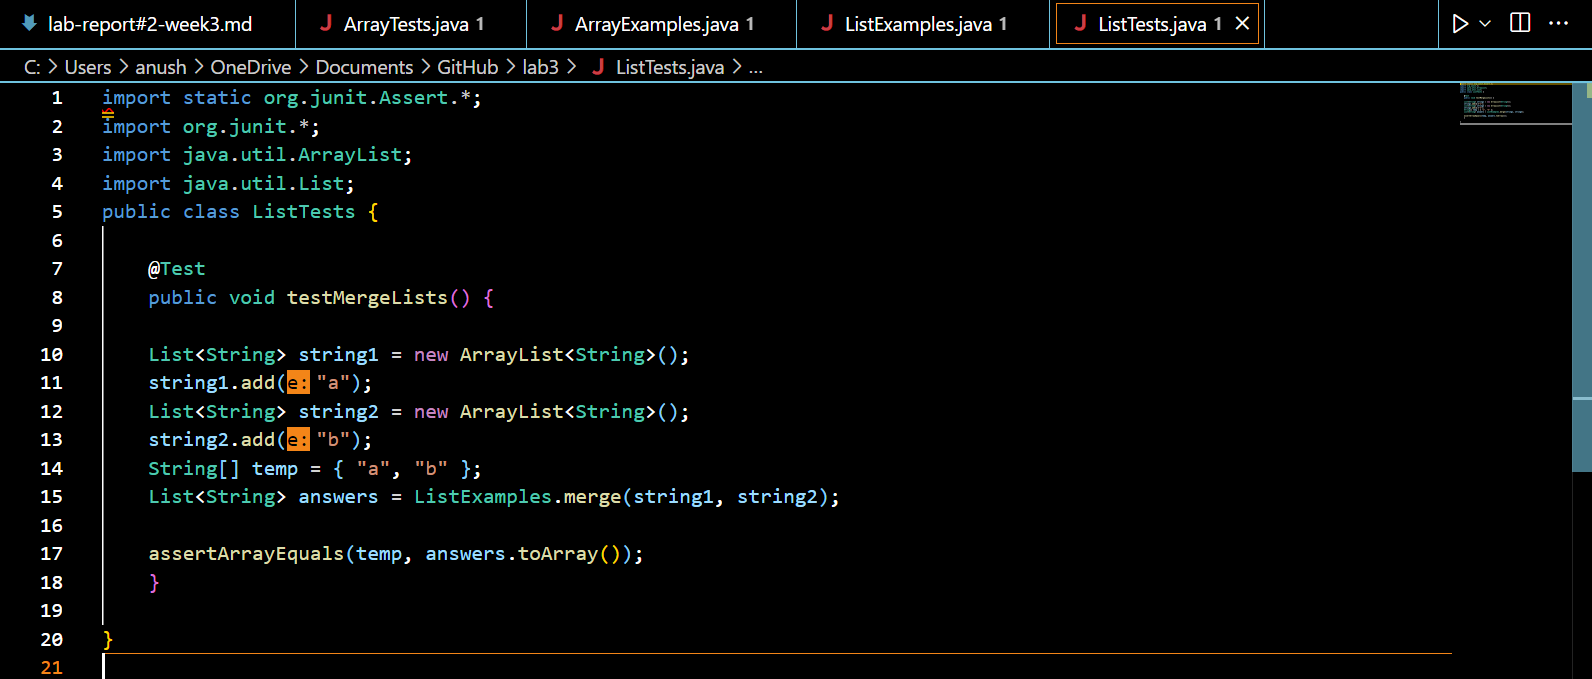 lab-report#2-week3.md ArrayTests.java 1 ArrayExamples.java 1 ListExamples.java 1 ListTests.java 1
C: > Users > anush > OneDrive > Documents > GitHub > lab3 > ListTests.java > ...
1 import static org.junit.Assert.*;
2 import org.junit.*;
3 import java.util.ArrayList;
4 import java.util.List;
5 public class ListTests {
6
7 @Test
8 public void testMergeLists() {
9
10 List<String> string1 = new ArrayList<String>();
11 string1.add(e: "a");
12 List<String> string2 = new ArrayList<String>();
13 string2.add(e: "b");
14 String[] temp = { "a", "b" };
15 List<String> answers = ListExamples.merge(string1, string2);
16
17 assertArrayEquals(temp, answers.toArray());
18 }
19
20 }
21